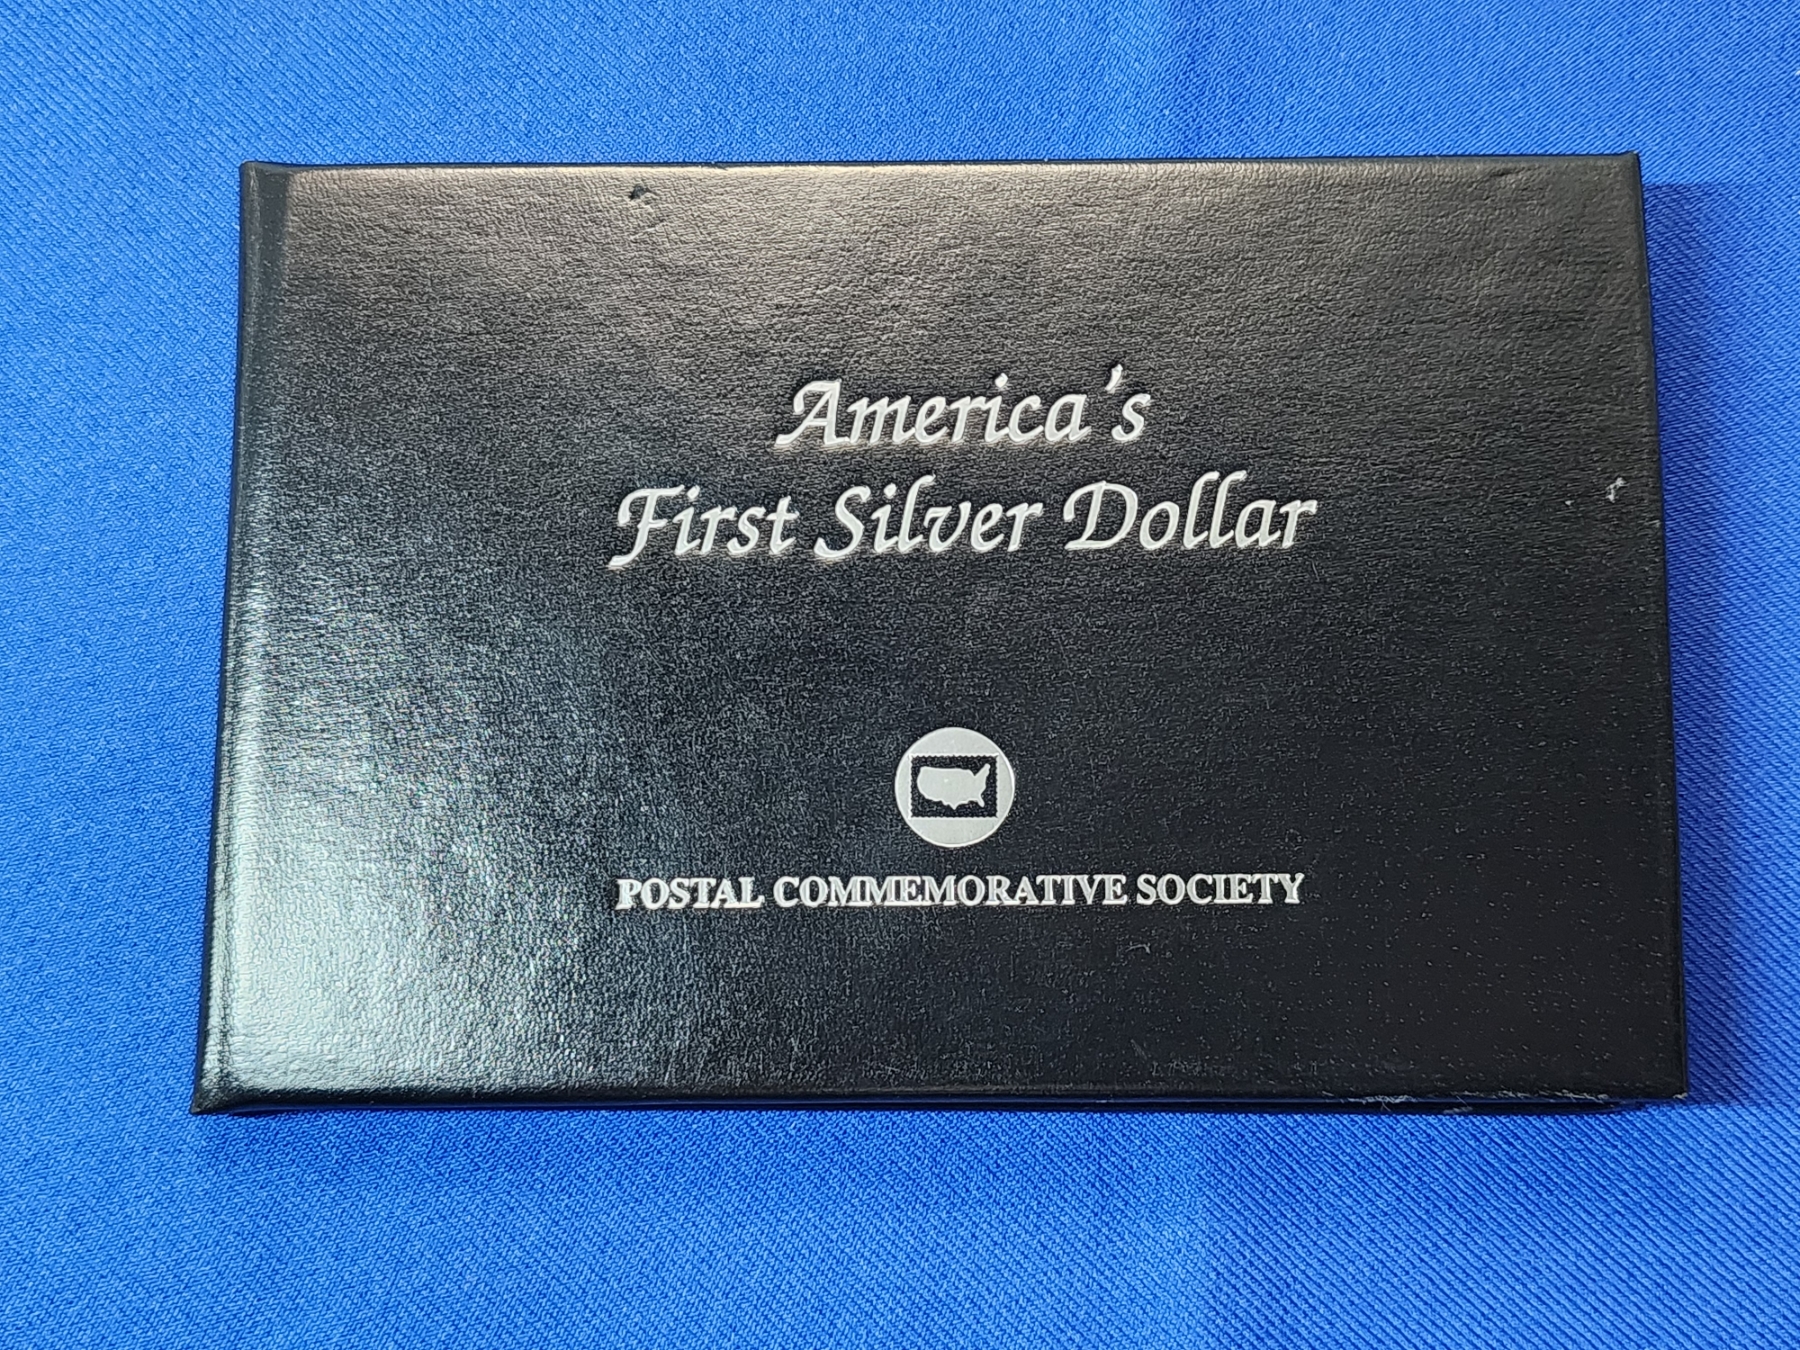 America's
First Silver Dollar
POSTAL COMMEMORATIVE SOCIETY